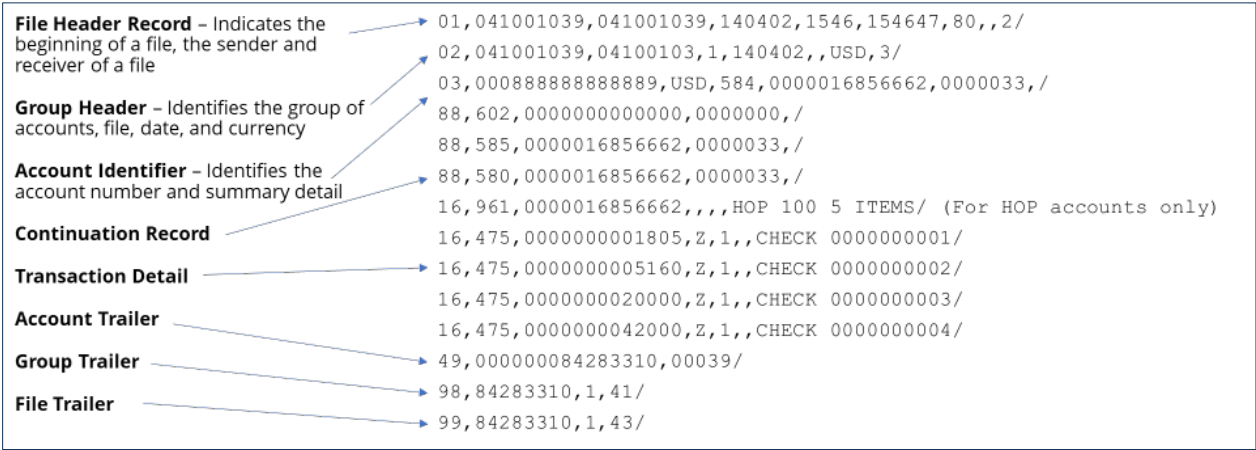 File Header Record – Indicates the
beginning of a file, the sender and
receiver of a file
Group Header – Identifies the group of
accounts, file, date, and currency
Account Identifier – Identifies the
account number and summary detail
Continuation Record
Transaction Detail
Account Trailer
Group Trailer
File Trailer
01,041001039,041001039,140402,1546,154647,80,,2/
02,041001039,04100103,1,140402,,USD,3/
03,000888888888889,USD,584,0000016856662,0000033,/
88,602,0000000000000,0000000,/
88,585,0000016856662,0000033,/
88,580,0000016856662,0000033,/
16,961,0000016856662,,,,HOP 100 5 ITEMS/ (For HOP accounts only)
16,475,0000000001805,Z,1,,CHECK 0000000001/
16,475,0000000005160,Z,1,,CHECK 0000000002/
16,475,0000000020000,Z,1,,CHECK 0000000003/
16,475,0000000042000,Z,1,,CHECK 0000000004/
49,000000084283310,00039/
98,84283310,1,41/
99,84283310,1,43/